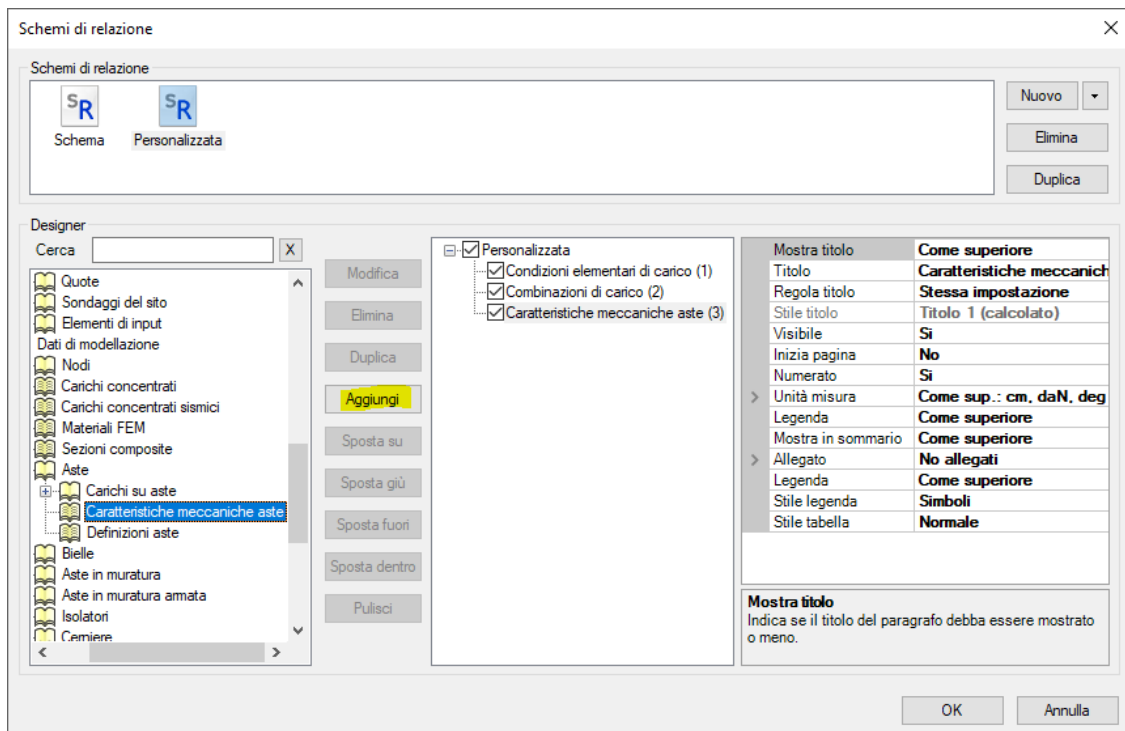 Schemi di relazione
Schemi di relazione
SR
SR
Schema
Personalizzata
Nuovo
Elimina
Duplica
Designer
Cerca
X
Quote
Sondaggi del sito
Elementi di input
Dati di modellazione
Nodi
Carichi concentrati
Carichi concentrati sismici
Materiali FEM
Sezioni composite
Aste
Carichi su aste
Caratteristiche meccaniche aste
Definizioni aste
Bielle
Aste in muratura
Aste in muratura armata
Isolatori
Cerniere
Modifica
Elimina
Duplica
Aggiungi
Sposta su
Sposta giù
Sposta fuori
Sposta dentro
Pulisci
Personalizzata
Condizioni elementari di carico (1)
Combinazioni di carico (2)
Caratteristiche meccaniche aste (3)
Mostra titolo Come superiore
Titolo Caratteristiche meccanich
Regola titolo Stessa impostazione
Stile titolo Titolo 1 (calcolato)
Visibile Si
Inizia pagina No
Numerato Si
Unità misura Come sup.: cm, daN, deg
Legenda Come superiore
Mostra in sommario Come superiore
Allegato No allegati
Legenda Come superiore
Stile legenda Simboli
Stile tabella Normale
Mostra titolo
Indica se il titolo del paragrafo debba essere mostrato
o meno.
OK
Annulla